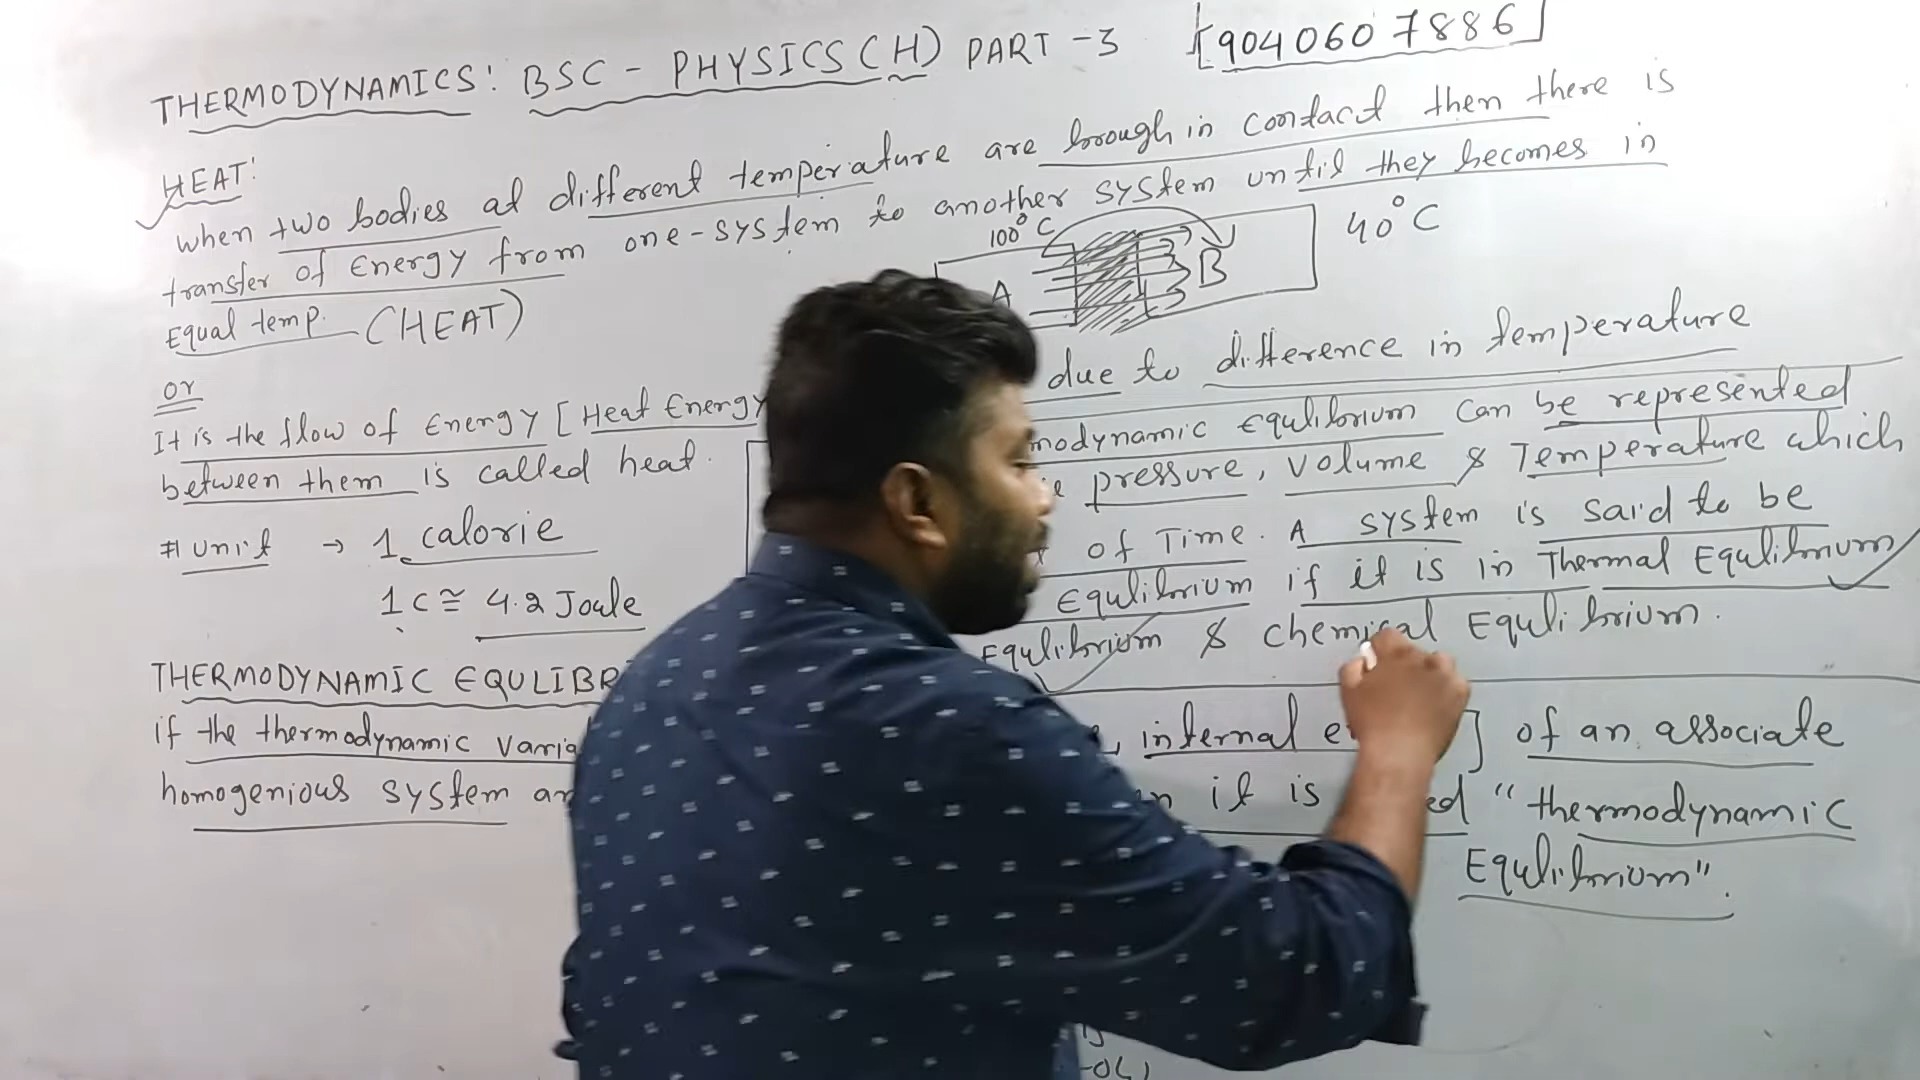 THERMODYNAMICS: BSC - PHYSICS (H) PART -3 [9040607886]
HEAT:
when two bodies at different temperature are brough in contact then there is
transfer of Energy from one-system to another system until they becomes in
Equal temp. (HEAT)
100°C
40°C
A
B
or
It is the flow of Energy [Heat Energy
due to difference in temperature
between them is called heat.
modynamic Equlibrium can be represented
pressure, volume & Temperature which
# Unit → 1 calorie
of Time. A system is said to be
1 c ≅ 4.2 Joule
Equlibrium if it is in Thermal Equlibrium
Equlibrium & chemical Equlibrium.
THERMODYNAMIC EQULIBR
if the thermodynamic varia
, internal e ] of an associate
homogenious system an
it is ed "thermodynamic
Equlibrium".